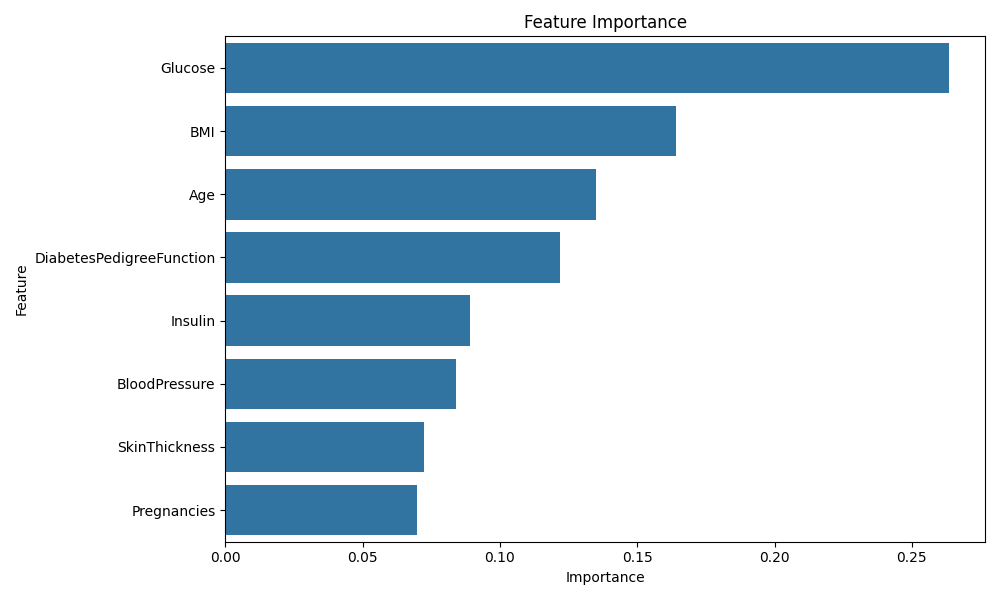 Feature Importance
Feature
Glucose
BMI
Age
DiabetesPedigreeFunction
Insulin
BloodPressure
SkinThickness
Pregnancies
0.00 0.05 0.10 0.15 0.20 0.25
Importance